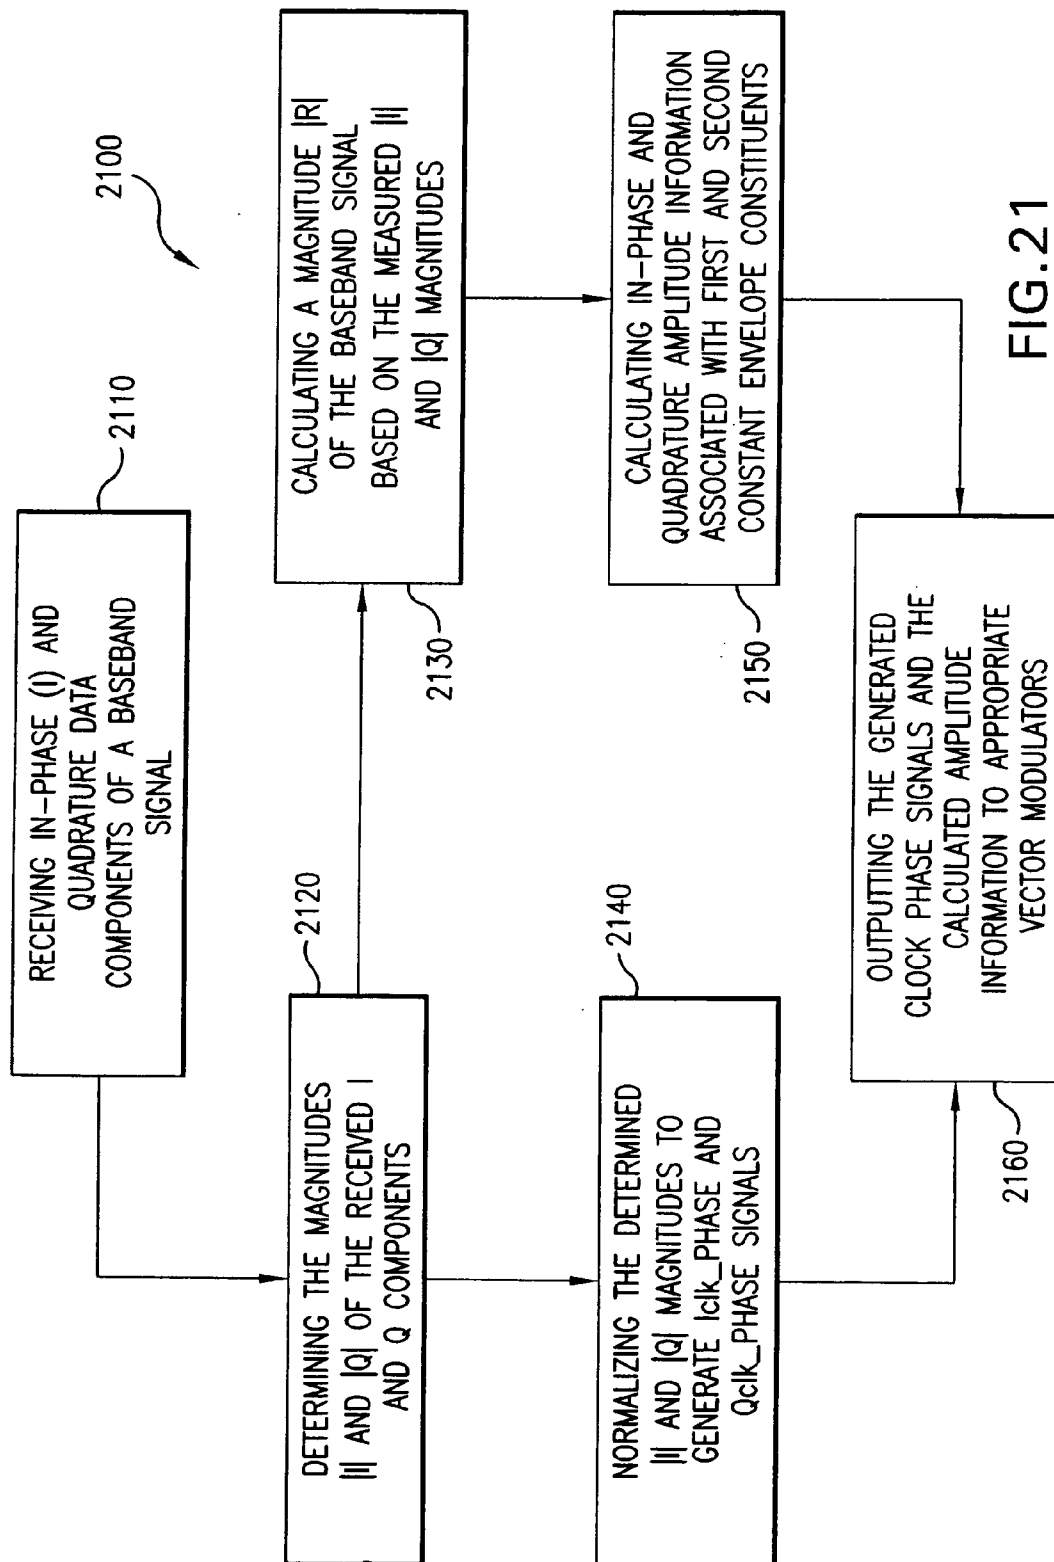 2100
RECEIVING IN-PHASE (I) AND
QUADRATURE DATA
COMPONENTS OF A BASEBAND
SIGNAL
2110
DETERMINING THE MAGNITUDES
|I| AND |Q| OF THE RECEIVED I
AND Q COMPONENTS
2120
CALCULATING A MAGNITUDE |R|
OF THE BASEBAND SIGNAL
BASED ON THE MEASURED |I|
AND |Q| MAGNITUDES
2130
NORMALIZING THE DETERMINED
|I| AND |Q| MAGNITUDES TO
GENERATE Iclk_PHASE AND
Qclk_PHASE SIGNALS
2140
CALCULATING IN-PHASE AND
QUADRATURE AMPLITUDE INFORMATION
ASSOCIATED WITH FIRST AND SECOND
CONSTANT ENVELOPE CONSTITUENTS
2150
OUTPUTTING THE GENERATED
CLOCK PHASE SIGNALS AND THE
CALCULATED AMPLITUDE
INFORMATION TO APPROPRIATE
VECTOR MODULATORS
2160
FIG.21